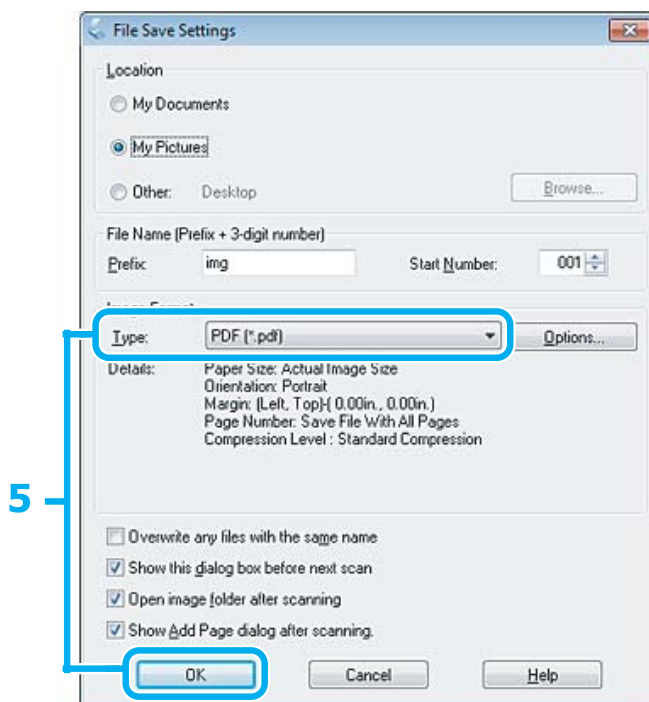 File Save Settings
Location
My Documents
My Pictures
Other: Desktop Browse...
File Name (Prefix + 3-digit number)
Prefix: img Start Number: 001
Image Format
Type: PDF (*.pdf) Options...
Details: Paper Size: Actual Image Size
Orientation: Portrait
Margin: (Left, Top)-( 0.00in., 0.00in.)
Page Number: Save File With All Pages
Compression Level : Standard Compression
5
Overwrite any files with the same name
Show this dialog box before next scan
Open image folder after scanning
Show Add Page dialog after scanning.
OK Cancel Help